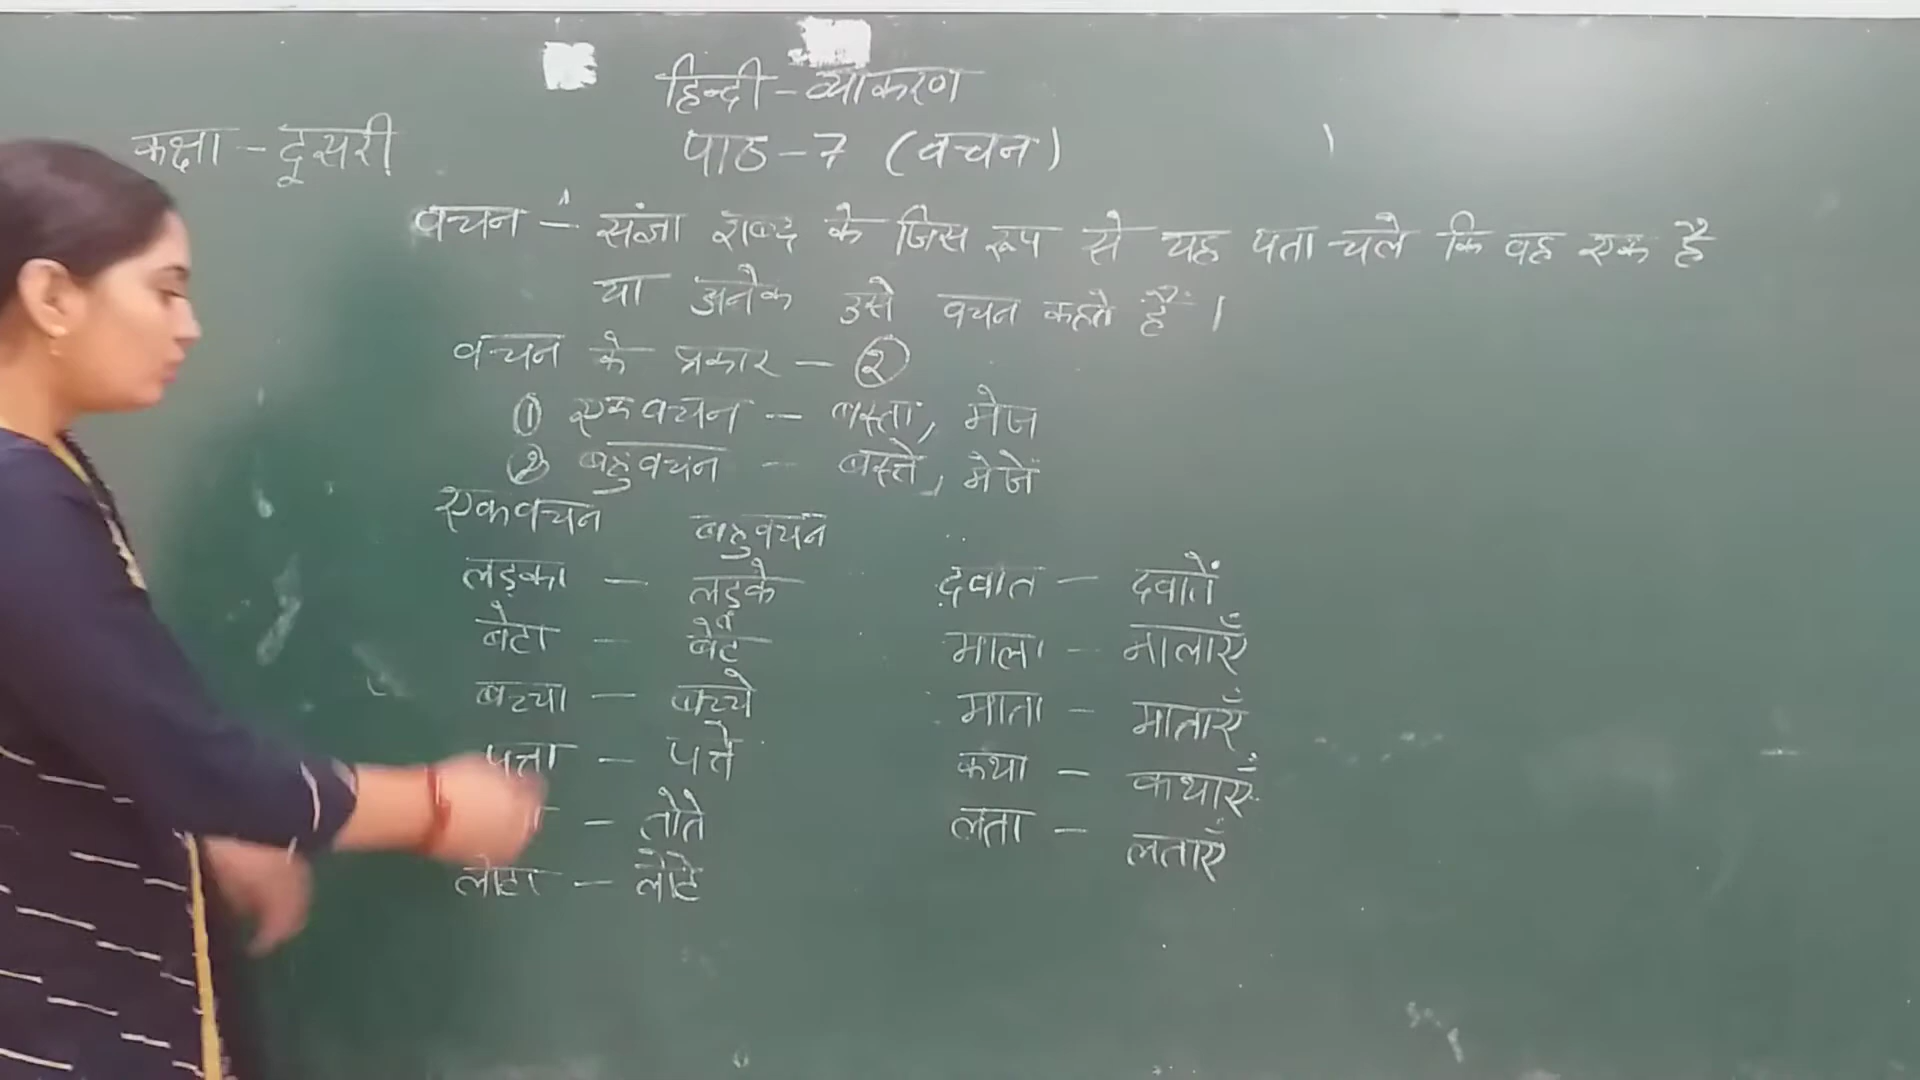 हिन्दी - व्याकरण
कक्षा - दूसरी
पाठ - 7 (वचन)
वचन - संज्ञा शब्द के जिस रूप से यह पता चले कि वह एक है
या अनेक उसे वचन कहते हैं ।
वचन के प्रकार - २
① एकवचन - बस्ता, मेज
② बहुवचन - बस्ते, मेजें
एकवचन बहुवचन
लड़का - लड़के
बेटा - बेटे
बच्चा - बच्चे
पत्ता - पत्ते
- तोते
लोटा - लोटे
दवात - दवातें
माला - मालाएँ
माता - माताएँ
कथा - कथाएँ
लता - लताएँ